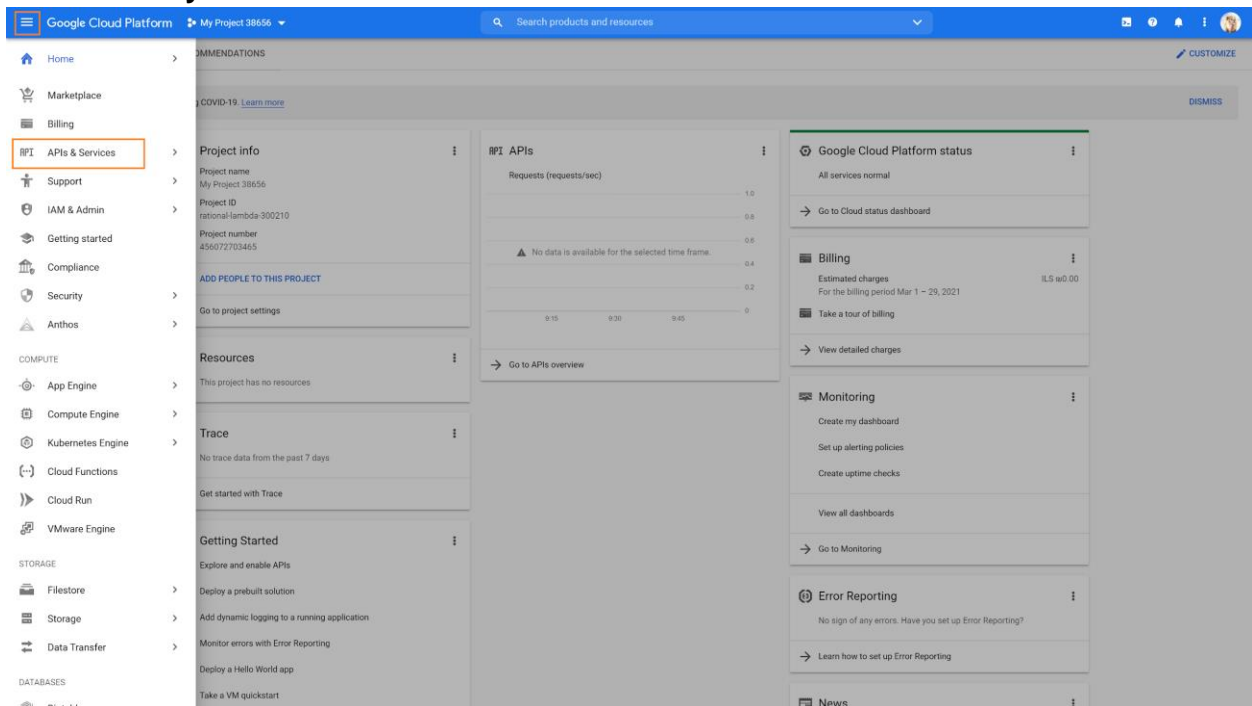 Google Cloud Platform My Project 38656 Search products and resources
Home
Marketplace
Billing
API APIs & Services
Support
IAM & Admin
Getting started
Compliance
Security
Anthos
COMPUTE
App Engine
Compute Engine
Kubernetes Engine
Cloud Functions
Cloud Run
VMware Engine
STORAGE
Filestore
Storage
Data Transfer
DATABASES
OMMENDATIONS
CUSTOMIZE
COVID-19. Learn more
DISMISS
Project info
Project name
My Project 38656
Project ID
rational-lambda-300210
Project number
456072703465
ADD PEOPLE TO THIS PROJECT
Go to project settings
Resources
This project has no resources
Trace
No trace data from the past 7 days
Get started with Trace
Getting Started
Explore and enable APIs
Deploy a prebuilt solution
Add dynamic logging to a running application
Monitor errors with Error Reporting
Deploy a Hello World app
Take a VM quickstart
API APIs
Requests (requests/sec)
1.0
0.8
0.6
No data is available for the selected time frame.
0.4
0.2
0
9:15 9:30 9:45
Go to APIs overview
Google Cloud Platform status
All services normal
Go to Cloud status dashboard
Billing
Estimated charges ILS ₪0.00
For the billing period Mar 1 – 29, 2021
Take a tour of billing
View detailed charges
Monitoring
Create my dashboard
Set up alerting policies
Create uptime checks
View all dashboards
Go to Monitoring
Error Reporting
No sign of any errors. Have you set up Error Reporting?
Learn how to set up Error Reporting
News